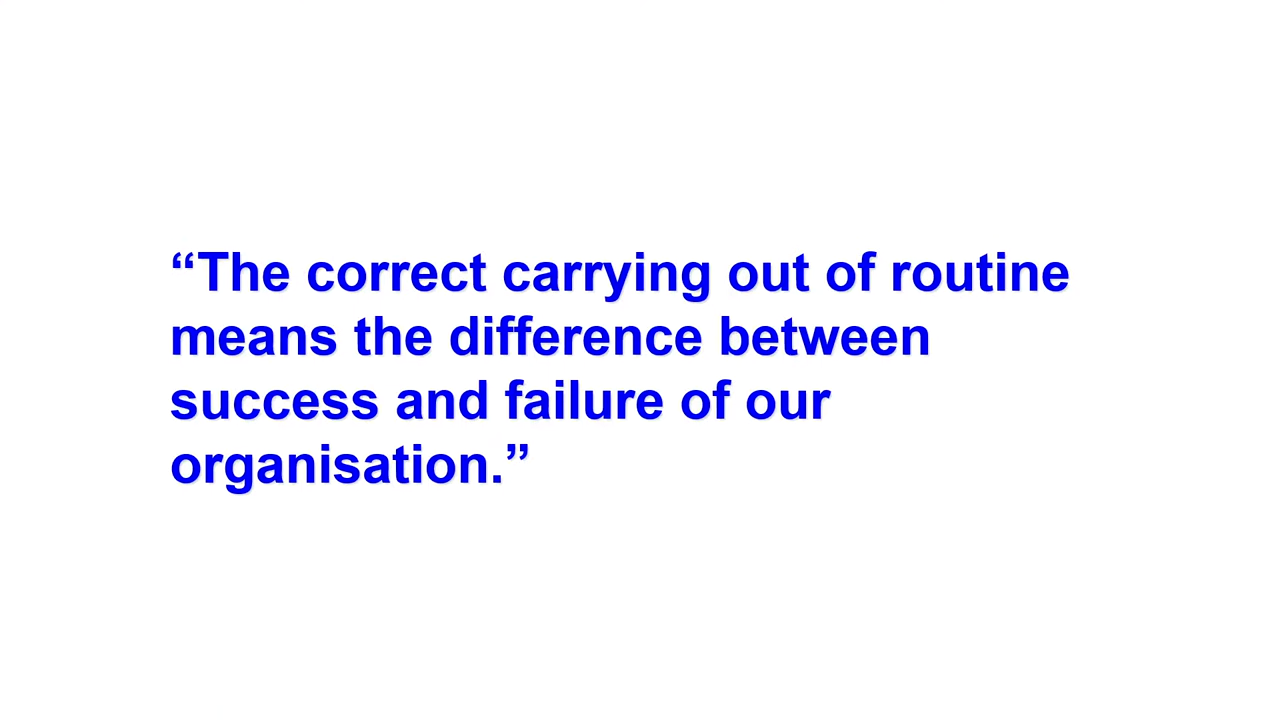 “The correct carrying out of routine
means the difference between
success and failure of our
organisation.”